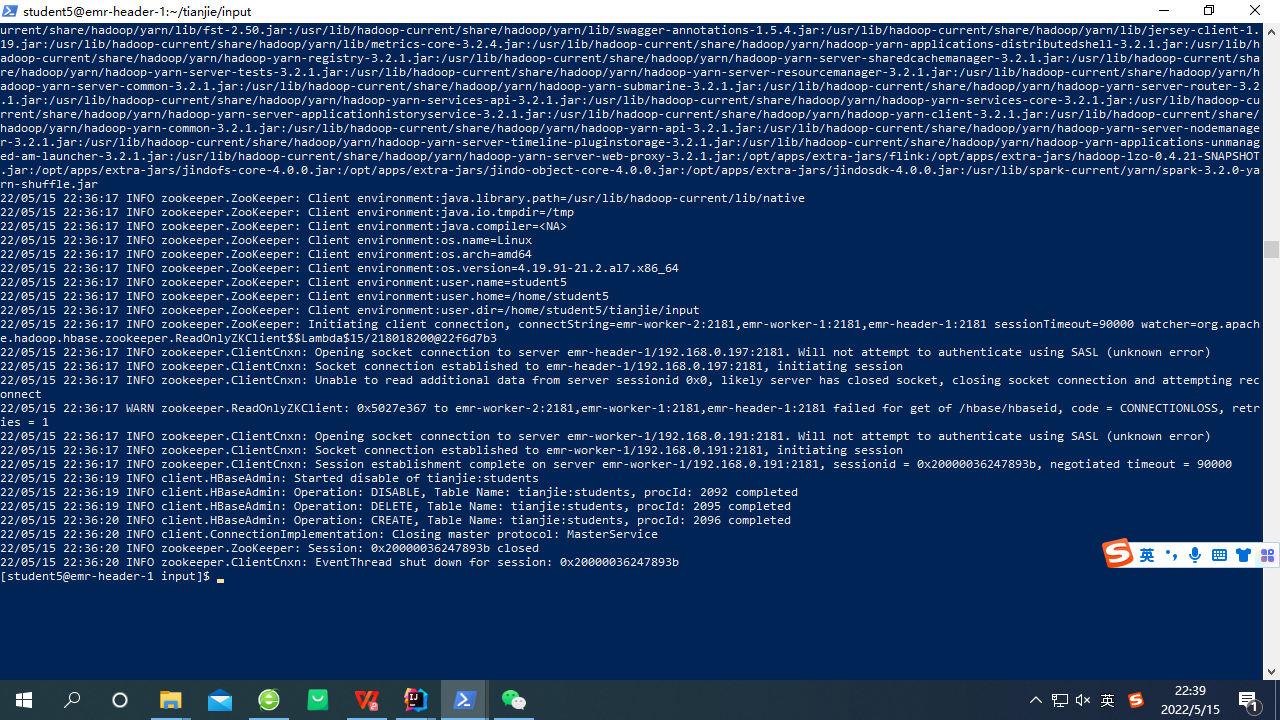 student5@emr-header-1:~/tianjie/input
urrent/share/hadoop/yarn/lib/fst-2.50.jar:/usr/lib/hadoop-current/share/hadoop/yarn/lib/swagger-annotations-1.5.4.jar:/usr/lib/hadoop-current/share/hadoop/yarn/lib/jersey-client-1.
19.jar:/usr/lib/hadoop-current/share/hadoop/yarn/lib/metrics-core-3.2.4.jar:/usr/lib/hadoop-current/share/hadoop/yarn/hadoop-yarn-applications-distributedshell-3.2.1.jar:/usr/lib/h
adoop-current/share/hadoop/yarn/hadoop-yarn-registry-3.2.1.jar:/usr/lib/hadoop-current/share/hadoop/yarn/hadoop-yarn-server-sharedcachemanager-3.2.1.jar:/usr/lib/hadoop-current/sha
re/hadoop/yarn/hadoop-yarn-server-tests-3.2.1.jar:/usr/lib/hadoop-current/share/hadoop/yarn/hadoop-yarn-server-resourcemanager-3.2.1.jar:/usr/lib/hadoop-current/share/hadoop/yarn/h
adoop-yarn-server-common-3.2.1.jar:/usr/lib/hadoop-current/share/hadoop/yarn/hadoop-yarn-submarine-3.2.1.jar:/usr/lib/hadoop-current/share/hadoop/yarn/hadoop-yarn-server-router-3.2
.1.jar:/usr/lib/hadoop-current/share/hadoop/yarn/hadoop-yarn-services-api-3.2.1.jar:/usr/lib/hadoop-current/share/hadoop/yarn/hadoop-yarn-services-core-3.2.1.jar:/usr/lib/hadoop-cu
rrent/share/hadoop/yarn/hadoop-yarn-server-applicationhistoryservice-3.2.1.jar:/usr/lib/hadoop-current/share/hadoop/yarn/hadoop-yarn-client-3.2.1.jar:/usr/lib/hadoop-current/share/
hadoop/yarn/hadoop-yarn-common-3.2.1.jar:/usr/lib/hadoop-current/share/hadoop/yarn/hadoop-yarn-api-3.2.1.jar:/usr/lib/hadoop-current/share/hadoop/yarn/hadoop-yarn-server-nodemanage
r-3.2.1.jar:/usr/lib/hadoop-current/share/hadoop/yarn/hadoop-yarn-server-timeline-pluginstorage-3.2.1.jar:/usr/lib/hadoop-current/share/hadoop/yarn/hadoop-yarn-applications-unmanag
ed-am-launcher-3.2.1.jar:/usr/lib/hadoop-current/share/hadoop/yarn/hadoop-yarn-server-web-proxy-3.2.1.jar:/opt/apps/extra-jars/flink:/opt/apps/extra-jars/hadoop-lzo-0.4.21-SNAPSHOT
.jar:/opt/apps/extra-jars/jindofs-core-4.0.0.jar:/opt/apps/extra-jars/jindo-object-core-4.0.0.jar:/opt/apps/extra-jars/jindosdk-4.0.0.jar:/usr/lib/spark-current/yarn/spark-3.2.0-ya
rn-shuffle.jar
22/05/15 22:36:17 INFO zookeeper.ZooKeeper: Client environment:java.library.path=/usr/lib/hadoop-current/lib/native
22/05/15 22:36:17 INFO zookeeper.ZooKeeper: Client environment:java.io.tmpdir=/tmp
22/05/15 22:36:17 INFO zookeeper.ZooKeeper: Client environment:java.compiler=<NA>
22/05/15 22:36:17 INFO zookeeper.ZooKeeper: Client environment:os.name=Linux
22/05/15 22:36:17 INFO zookeeper.ZooKeeper: Client environment:os.arch=amd64
22/05/15 22:36:17 INFO zookeeper.ZooKeeper: Client environment:os.version=4.19.91-21.2.al7.x86_64
22/05/15 22:36:17 INFO zookeeper.ZooKeeper: Client environment:user.name=student5
22/05/15 22:36:17 INFO zookeeper.ZooKeeper: Client environment:user.home=/home/student5
22/05/15 22:36:17 INFO zookeeper.ZooKeeper: Client environment:user.dir=/home/student5/tianjie/input
22/05/15 22:36:17 INFO zookeeper.ZooKeeper: Initiating client connection, connectString=emr-worker-2:2181,emr-worker-1:2181,emr-header-1:2181 sessionTimeout=90000 watcher=org.apach
e.hadoop.hbase.zookeeper.ReadOnlyZKClient$$Lambda$15/218018200@22f6d7b3
22/05/15 22:36:17 INFO zookeeper.ClientCnxn: Opening socket connection to server emr-header-1/192.168.0.197:2181. Will not attempt to authenticate using SASL (unknown error)
22/05/15 22:36:17 INFO zookeeper.ClientCnxn: Socket connection established to emr-header-1/192.168.0.197:2181, initiating session
22/05/15 22:36:17 INFO zookeeper.ClientCnxn: Unable to read additional data from server sessionid 0x0, likely server has closed socket, closing socket connection and attempting rec
onnect
22/05/15 22:36:17 WARN zookeeper.ReadOnlyZKClient: 0x5027e367 to emr-worker-2:2181,emr-worker-1:2181,emr-header-1:2181 failed for get of /hbase/hbaseid, code = CONNECTIONLOSS, retr
ies = 1
22/05/15 22:36:17 INFO zookeeper.ClientCnxn: Opening socket connection to server emr-worker-1/192.168.0.191:2181. Will not attempt to authenticate using SASL (unknown error)
22/05/15 22:36:17 INFO zookeeper.ClientCnxn: Socket connection established to emr-worker-1/192.168.0.191:2181, initiating session
22/05/15 22:36:17 INFO zookeeper.ClientCnxn: Session establishment complete on server emr-worker-1/192.168.0.191:2181, sessionid = 0x20000036247893b, negotiated timeout = 90000
22/05/15 22:36:19 INFO client.HBaseAdmin: Started disable of tianjie:students
22/05/15 22:36:19 INFO client.HBaseAdmin: Operation: DISABLE, Table Name: tianjie:students, procId: 2092 completed
22/05/15 22:36:19 INFO client.HBaseAdmin: Operation: DELETE, Table Name: tianjie:students, procId: 2095 completed
22/05/15 22:36:20 INFO client.HBaseAdmin: Operation: CREATE, Table Name: tianjie:students, procId: 2096 completed
22/05/15 22:36:20 INFO client.ConnectionImplementation: Closing master protocol: MasterService
22/05/15 22:36:20 INFO zookeeper.ZooKeeper: Session: 0x20000036247893b closed
22/05/15 22:36:20 INFO zookeeper.ClientCnxn: EventThread shut down for session: 0x20000036247893b
[student5@emr-header-1 input]$
英
英
22:39
2022/5/15
1